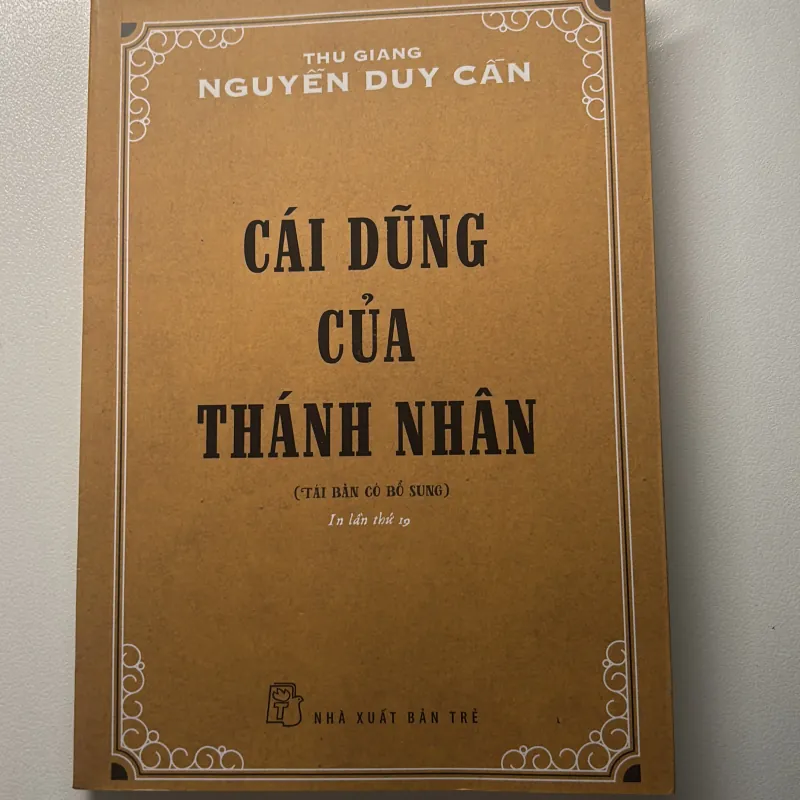 THU GIANG
NGUYỄN DUY CẦN
CÁI DŨNG
CỦA
THÁNH NHÂN
(TÁI BẢN CÓ BỔ SUNG)
In lần thứ 19
T
NHÀ XUẤT BẢN TRẺ